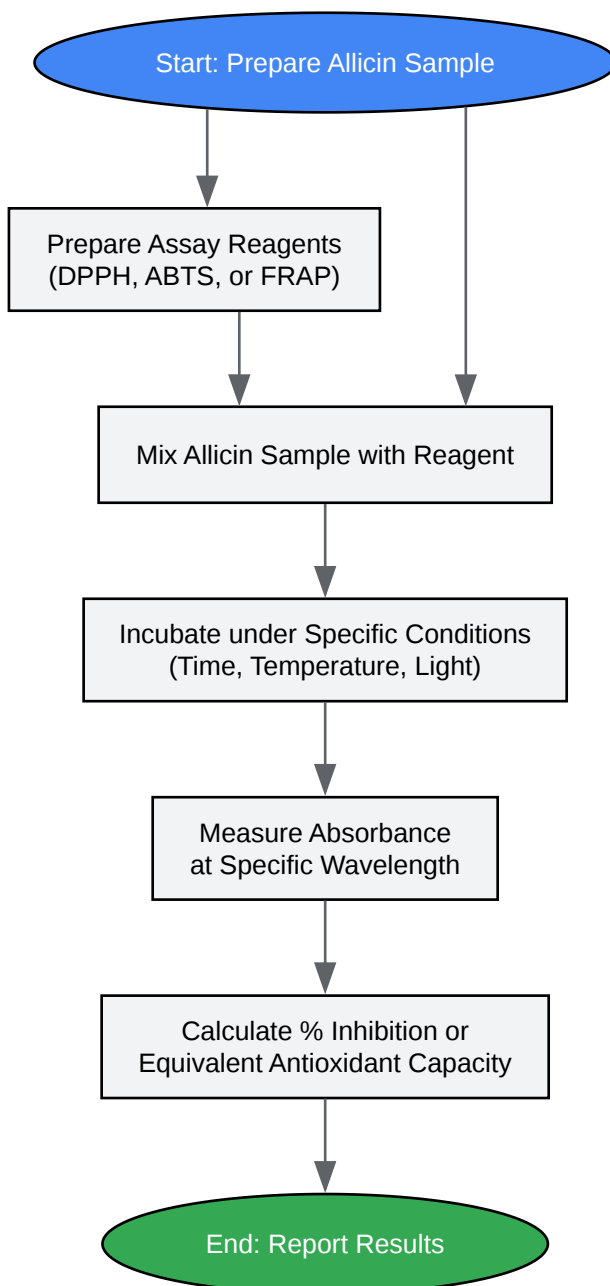 Start: Prepare Allicin Sample
Prepare Assay Reagents
(DPPH, ABTS, or FRAP)
Mix Allicin Sample with Reagent
Incubate under Specific Conditions
(Time, Temperature, Light)
Measure Absorbance
at Specific Wavelength
Calculate % Inhibition or
Equivalent Antioxidant Capacity
End: Report Results